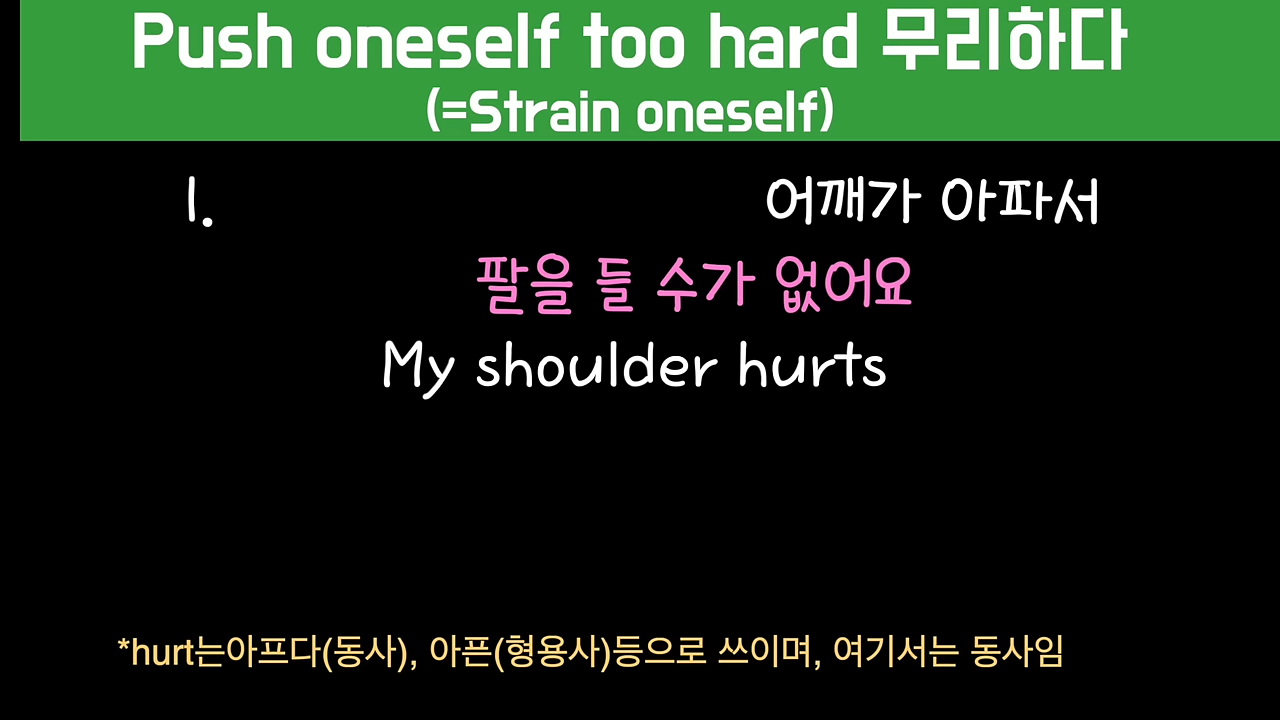 Push oneself too hard 무리하다
(=Strain oneself)
1. 어깨가 아파서
팔을 들 수가 없어요
My shoulder hurts
*hurt는아프다(동사), 아픈(형용사)등으로 쓰이며, 여기서는 동사임